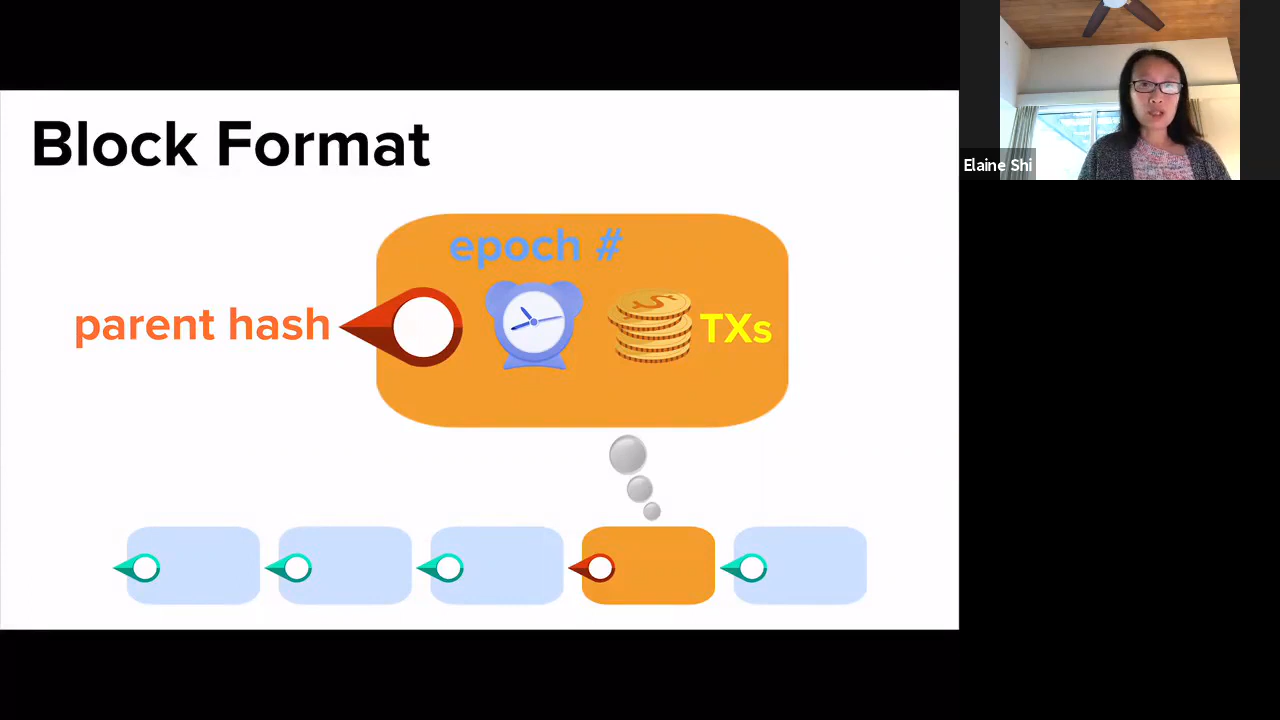 Block Format
epoch #
parent hash
TXs
Elaine Shi